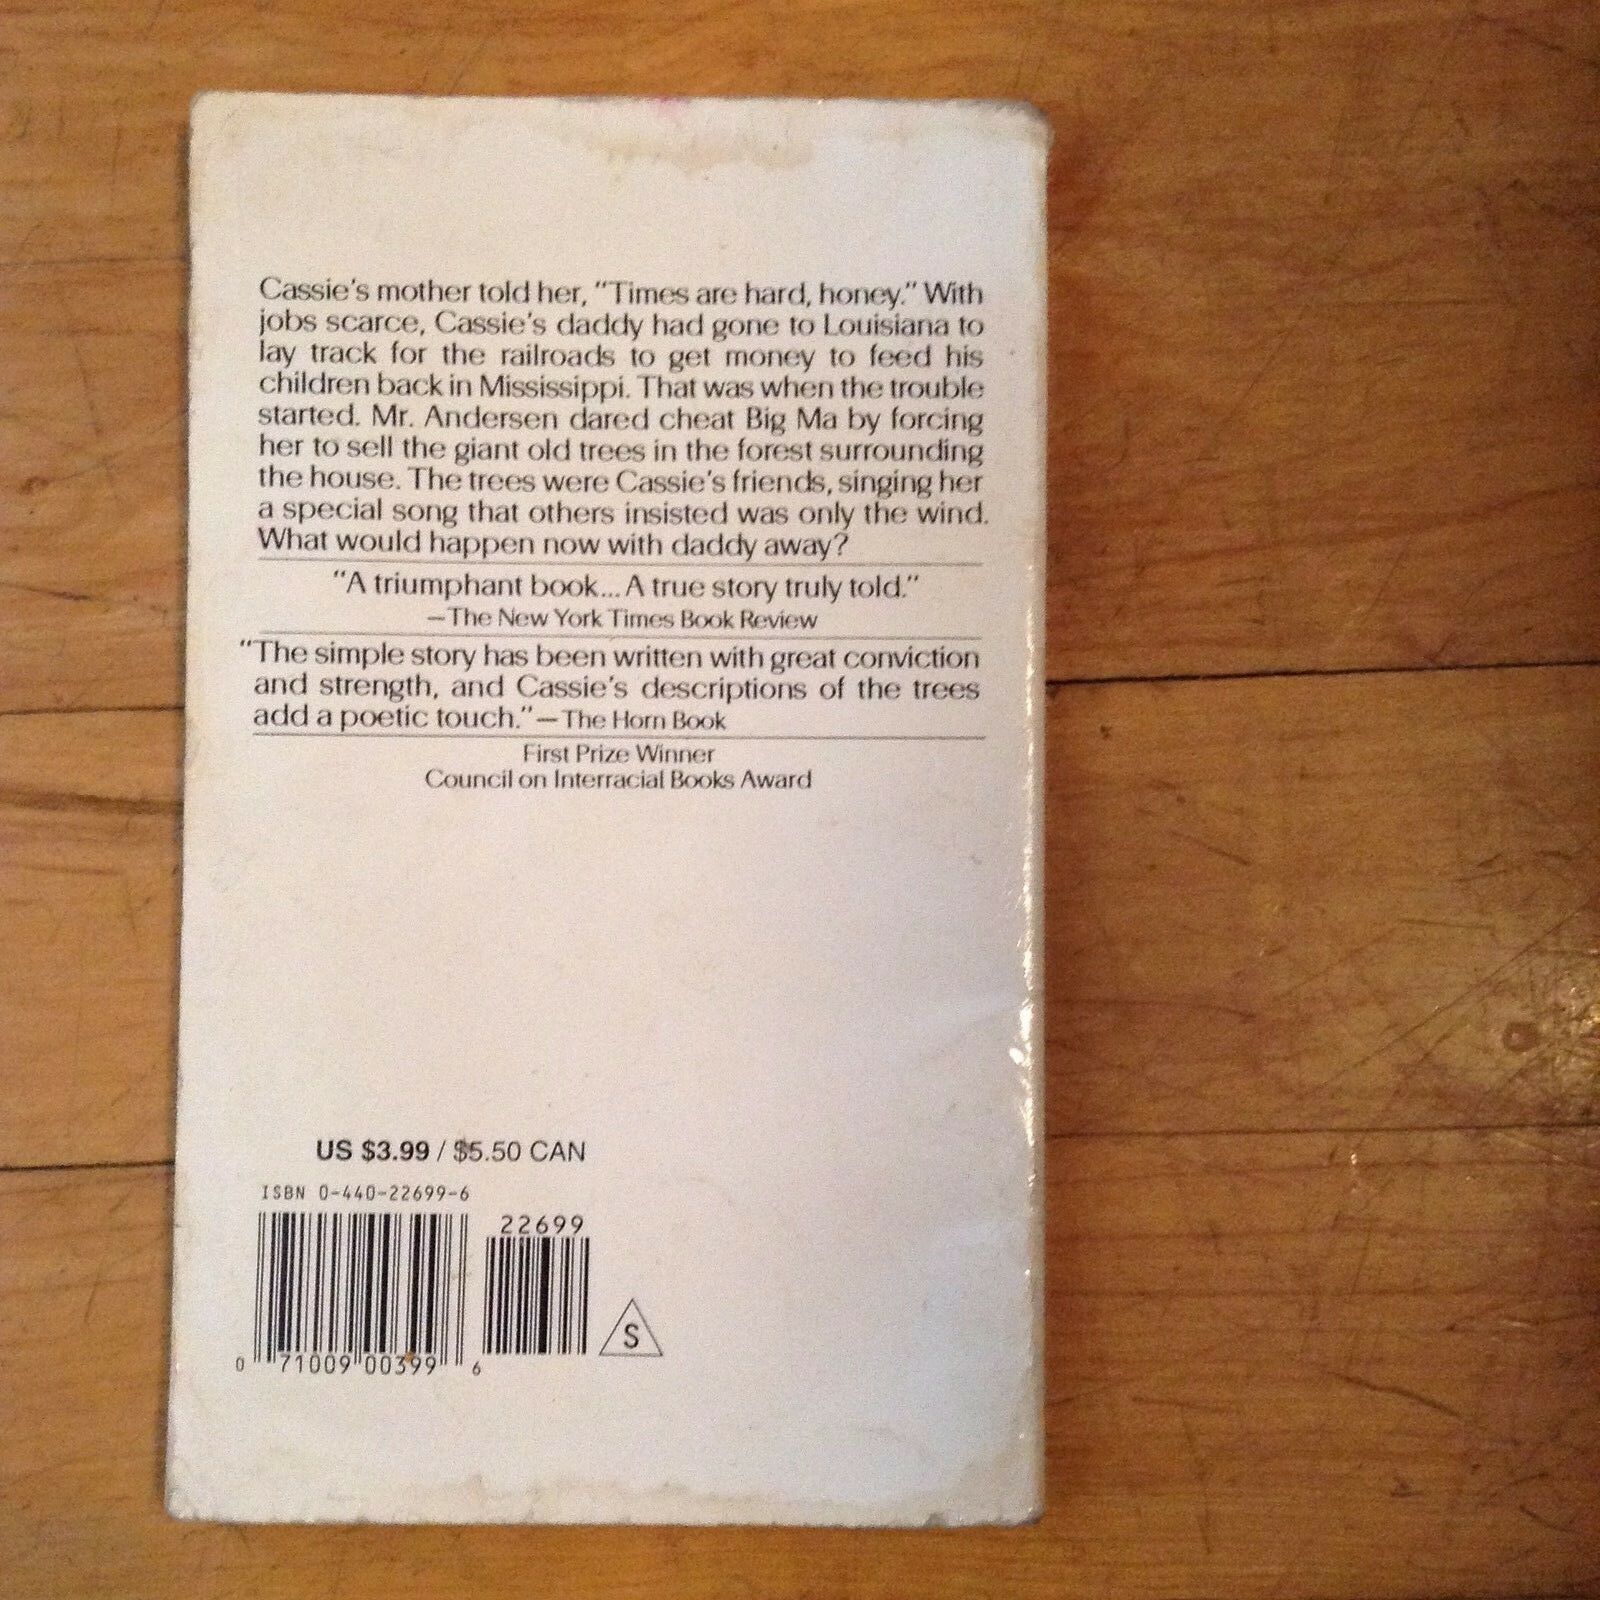 Cassie's mother told her, "Times are hard, honey." With
jobs scarce, Cassie's daddy had gone to Louisiana to
lay track for the railroads to get money to feed his
children back in Mississippi. That was when the trouble
started. Mr. Andersen dared cheat Big Ma by forcing
her to sell the giant old trees in the forest surrounding
the house. The trees were Cassie's friends, singing her
a special song that others insisted was only the wind.
What would happen now with daddy away?
"A triumphant book... A true story truly told."
—The New York Times Book Review
"The simple story has been written with great conviction
and strength, and Cassie's descriptions of the trees
add a poetic touch."—The Horn Book
First Prize Winner
Council on Interracial Books Award
US $3.99 / $5.50 CAN
ISBN 0-440-22699-6
22699
0 71009 00399 6
S